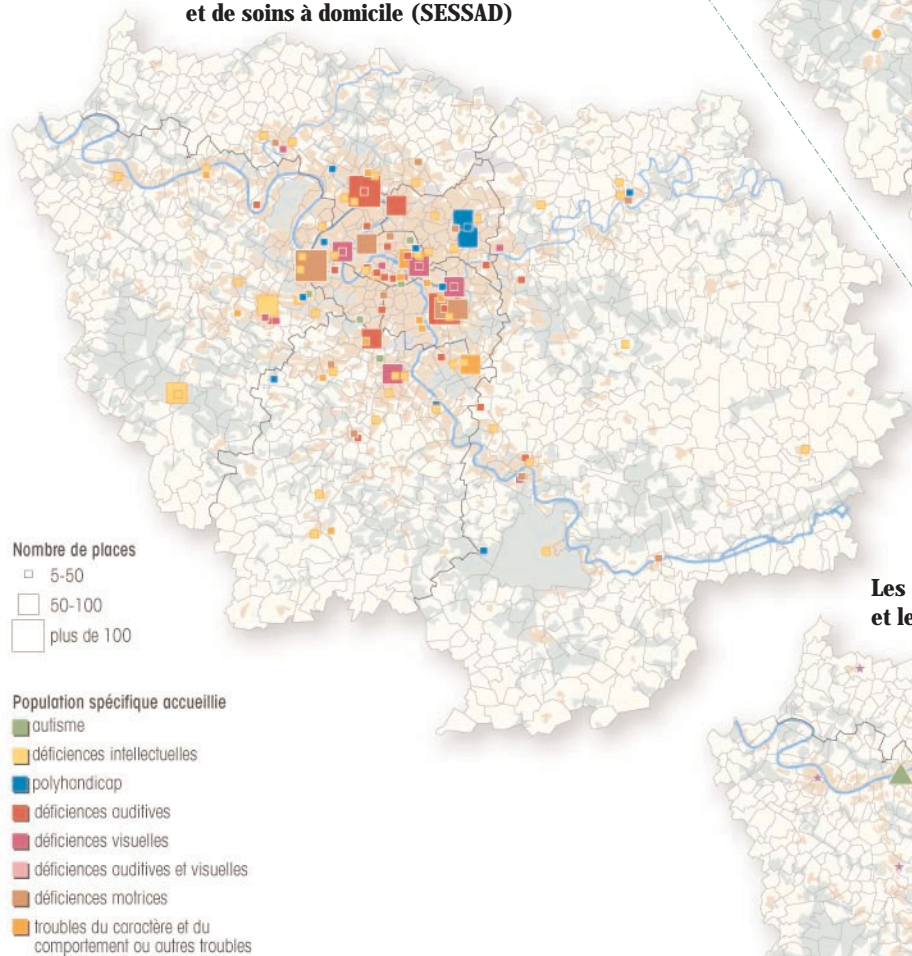 et de soins à domicile (SESSAD)
Nombre de places
5-50
50-100
plus de 100
Population spécifique accueillie
autisme
déficiences intellectuelles
polyhandicap
déficiences auditives
déficiences visuelles
déficiences auditives et visuelles
déficiences motrices
troubles du caractère et du
comportement ou autres troubles
Les
et le